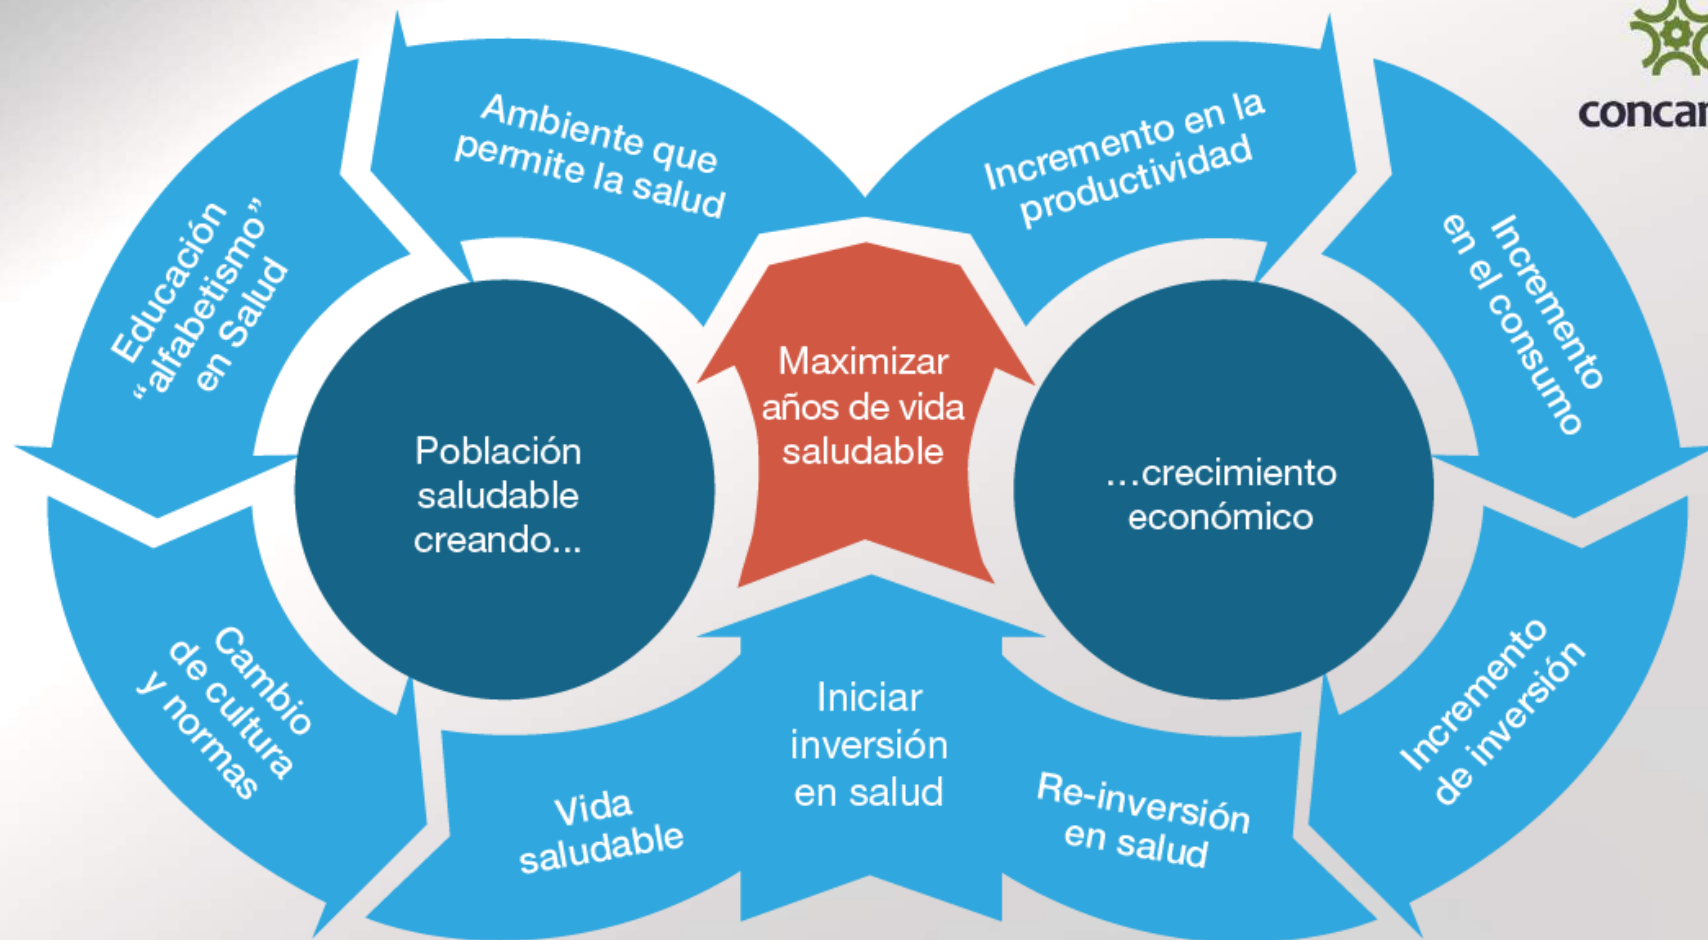 Ambiente que
permite la salud
Incremento en la
productividad
Educación
“alfabetismo”
en Salud
Incremento
en el consumo
Maximizar
años de vida
saludable
Población
saludable
creando...
...crecimiento
económico
Cambio
de cultura
y normas
Vida
saludable
Iniciar
inversión
en salud
Re-inversión
en salud
Incremento
de inversión